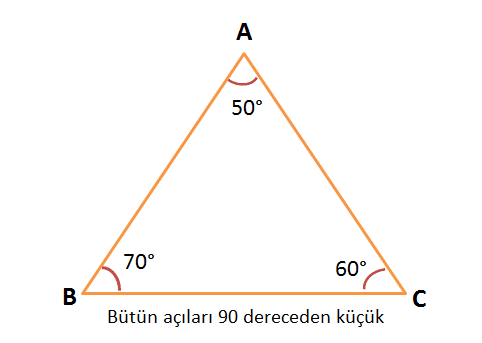 A
50°
70°
60°
B
C
Bütün açıları 90 dereceden küçük